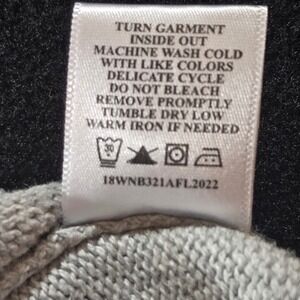 TURN GARMENT
INSIDE OUT
MACHINE WASH COLD
WITH LIKE COLORS
DELICATE CYCLE
DO NOT BLEACH
REMOVE PROMPTLY
TUMBLE DRY LOW
WARM IRON IF NEEDED
30
18WNB321AFL2022